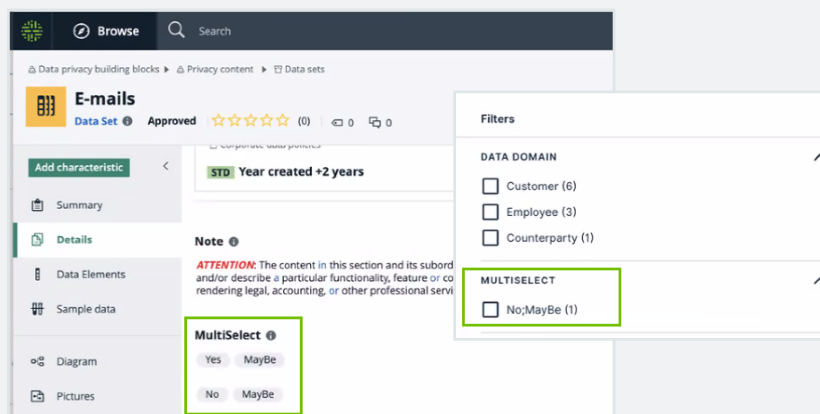 Browse
Search
Data privacy building blocks Privacy content Data sets
E-mails
Data Set Approved (0) 0 0
Add characteristic
Corporate data policies
STD Year created +2 years
Summary
Details
Data Elements
Sample data
Diagram
Pictures
Note
ATTENTION: The content in this section and its subord
and/or describe a particular functionality, feature or co
rendering legal, accounting, or other professional servi
MultiSelect
Yes MayBe
No MayBe
Filters
DATA DOMAIN
Customer (6)
Employee (3)
Counterparty (1)
MULTISELECT
No;MayBe (1)